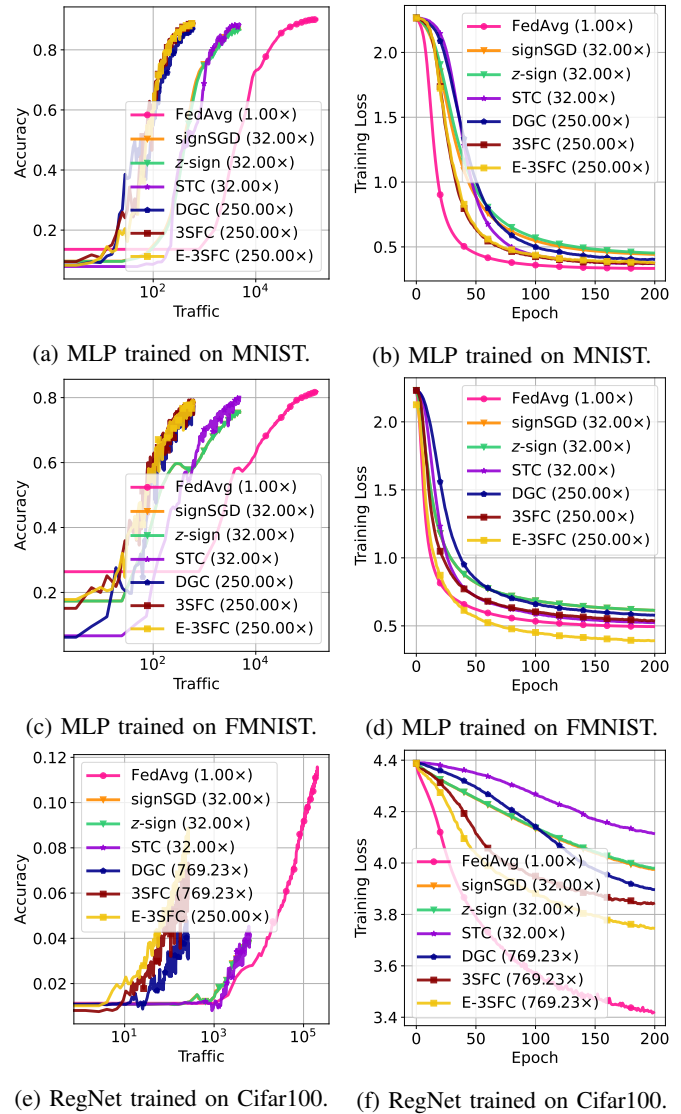 Accuracy
0.8
0.6
0.4
0.2
FedAvg (1.00×)
signSGD (32.00×)
z-sign (32.00×)
STC (32.00×)
DGC (250.00×)
3SFC (250.00×)
E-3SFC (250.00×)
10²
10⁴
Traffic
(a) MLP trained on MNIST.
Training Loss
2.5
2.0
1.5
1.0
0.5
FedAvg (1.00×)
signSGD (32.00×)
z-sign (32.00×)
STC (32.00×)
DGC (250.00×)
3SFC (250.00×)
E-3SFC (250.00×)
0 50 100 150 200
Epoch
(b) MLP trained on MNIST.
Accuracy
0.8
0.6
0.4
0.2
FedAvg (1.00×)
signSGD (32.00×)
z-sign (32.00×)
STC (32.00×)
DGC (250.00×)
3SFC (250.00×)
E-3SFC (250.00×)
10²
10⁴
Traffic
(c) MLP trained on FMNIST.
Training Loss
2.0
1.5
1.0
0.5
FedAvg (1.00×)
signSGD (32.00×)
z-sign (32.00×)
STC (32.00×)
DGC (250.00×)
3SFC (250.00×)
E-3SFC (250.00×)
0 50 100 150 200
Epoch
(d) MLP trained on FMNIST.
Accuracy
0.12
0.10
0.08
0.06
0.04
0.02
FedAvg (1.00×)
signSGD (32.00×)
z-sign (32.00×)
STC (32.00×)
DGC (769.23×)
3SFC (769.23×)
E-3SFC (250.00×)
10¹
10³
10⁵
Traffic
(e) RegNet trained on Cifar100.
Training Loss
4.4
4.2
4.0
3.8
3.6
3.4
FedAvg (1.00×)
signSGD (32.00×)
z-sign (32.00×)
STC (32.00×)
DGC (769.23×)
3SFC (769.23×)
E-3SFC (769.23×)
0 50 100 150 200
Epoch
(f) RegNet trained on Cifar100.